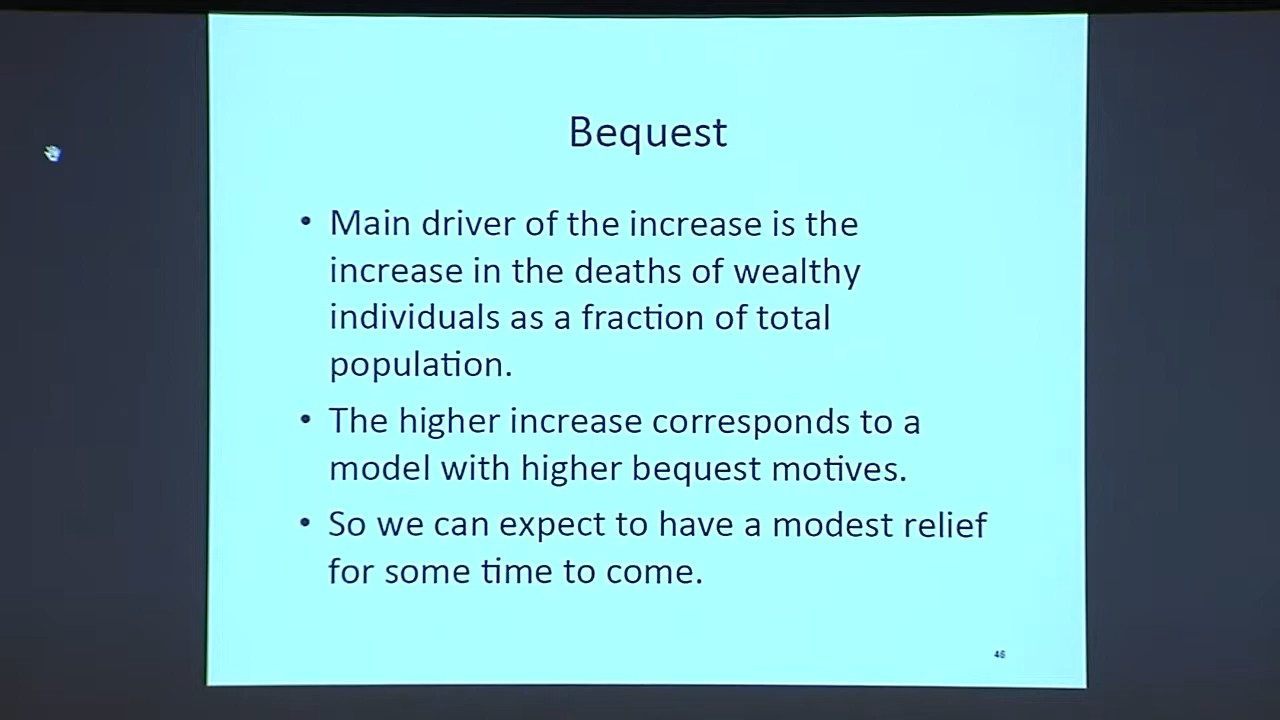 Bequest
• Main driver of the increase is the
increase in the deaths of wealthy
individuals as a fraction of total
population.
• The higher increase corresponds to a
model with higher bequest motives.
• So we can expect to have a modest relief
for some time to come.
46